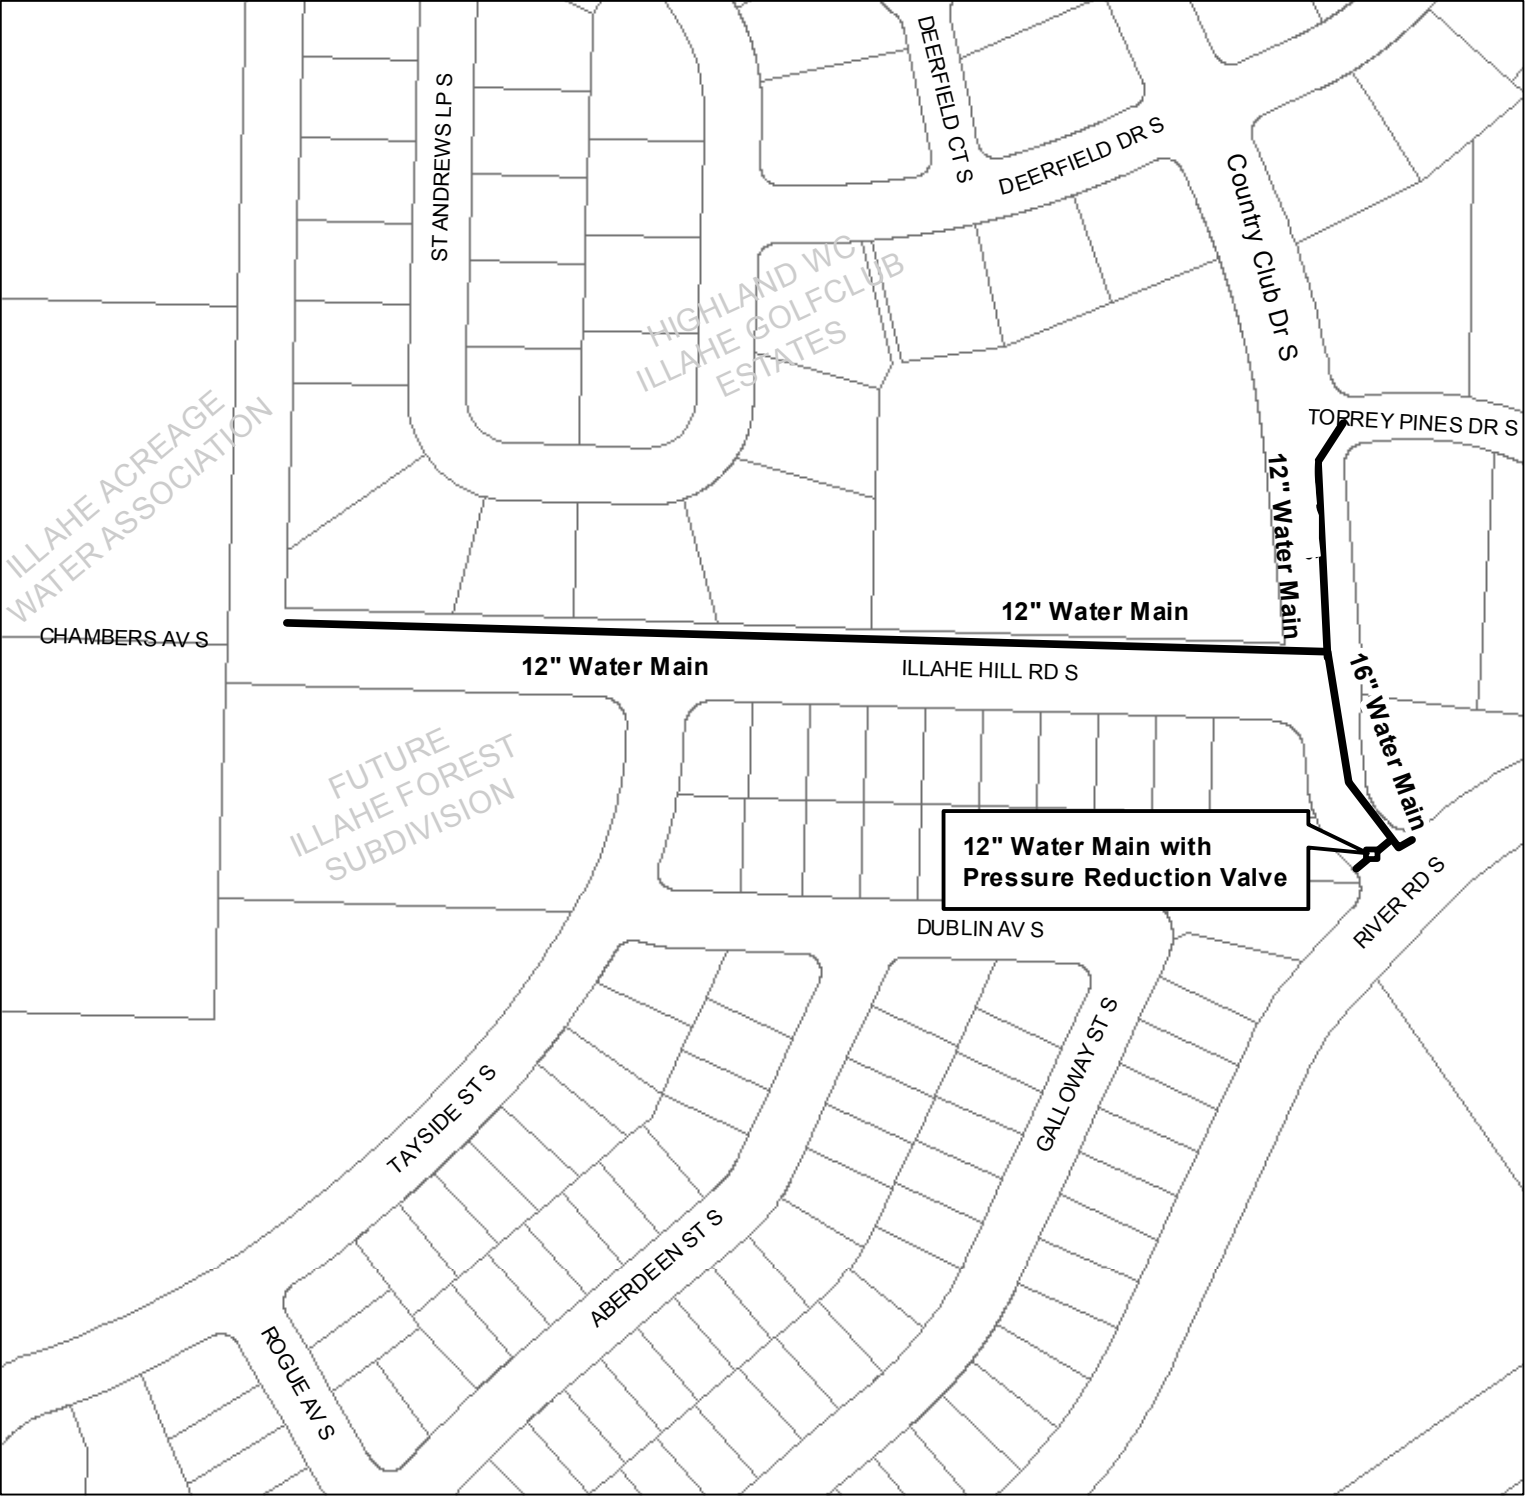 DEERFIELD CT S
ST ANDREWS LP S
DEERFIELD DR S
Country Club Dr S
HIGHLAND WC
ILLAHE GOLFCLUB
ESTATES
ILLAHE ACREAGE
WATER ASSOCIATION
TORREY PINES DR S
12" Water Main
12" Water Main
CHAMBERS AV S
12" Water Main
ILLAHE HILL RD S
16" Water Main
FUTURE
ILLAHE FOREST
SUBDIVISION
12" Water Main with
Pressure Reduction Valve
RIVER RD S
DUBLIN AV S
GALLOWAY ST S
TAYSIDE ST S
ABERDEEN ST S
ROGUE AV S